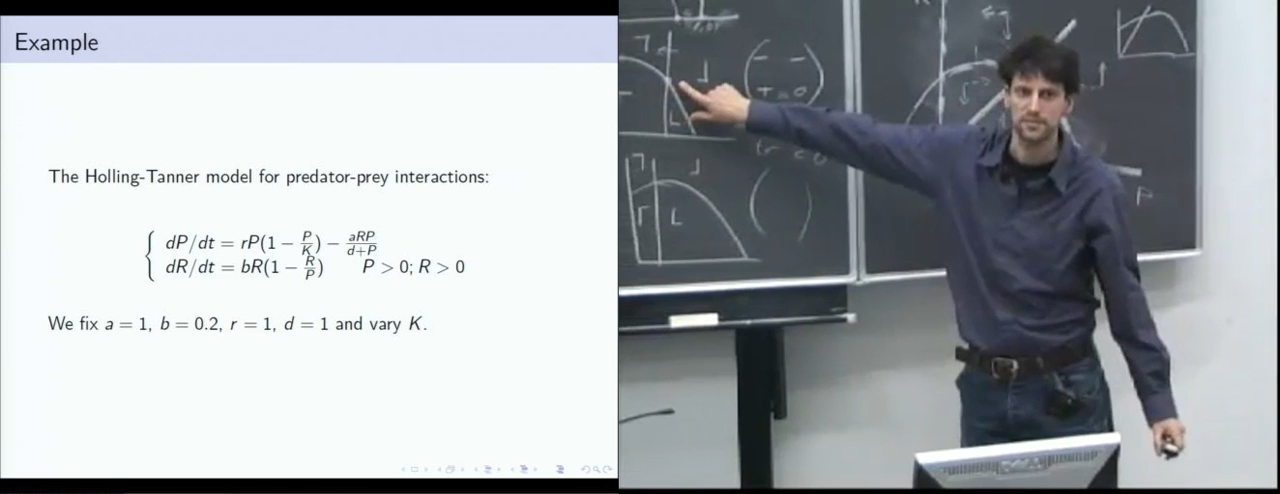 Example
The Holling-Tanner model for predator-prey interactions:
dP/dt = rP(1 − P/K) − aRP/(d+P)
dR/dt = bR(1 − R/P)   P > 0; R > 0
We fix a = 1, b = 0.2, r = 1, d = 1 and vary K.
( − −
+ = 0 )
P